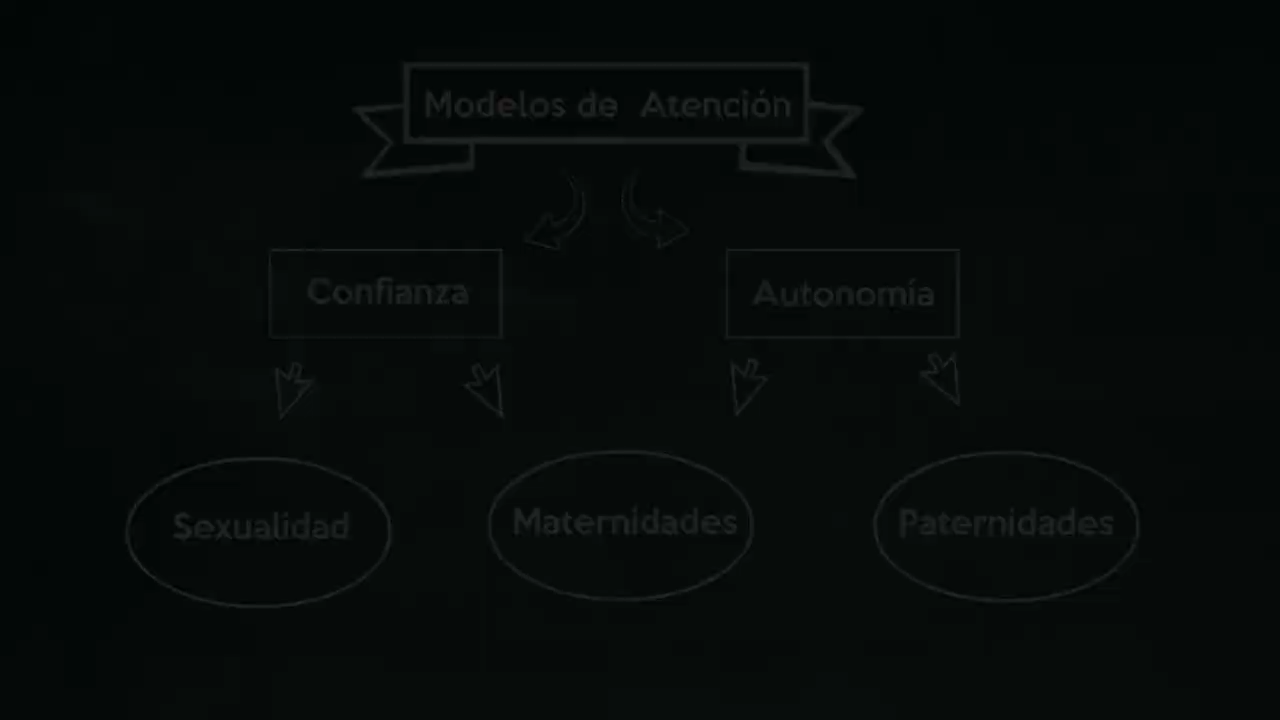 Modelos de Atención
Confianza
Autonomía
Sexualidad
Maternidades
Paternidades